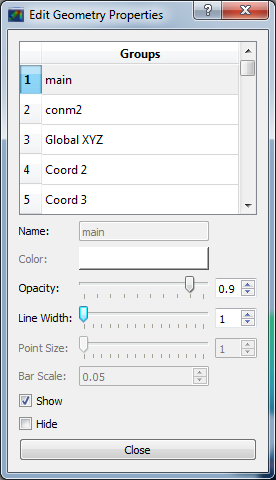 Edit Geometry Properties
?
Groups
1 main
2 conm2
3 Global XYZ
4 Coord 2
5 Coord 3
Name: main
Color:
Opacity: 0.9
Line Width: 1
Point Size: 1
Bar Scale: 0.05
Show
Hide
Close